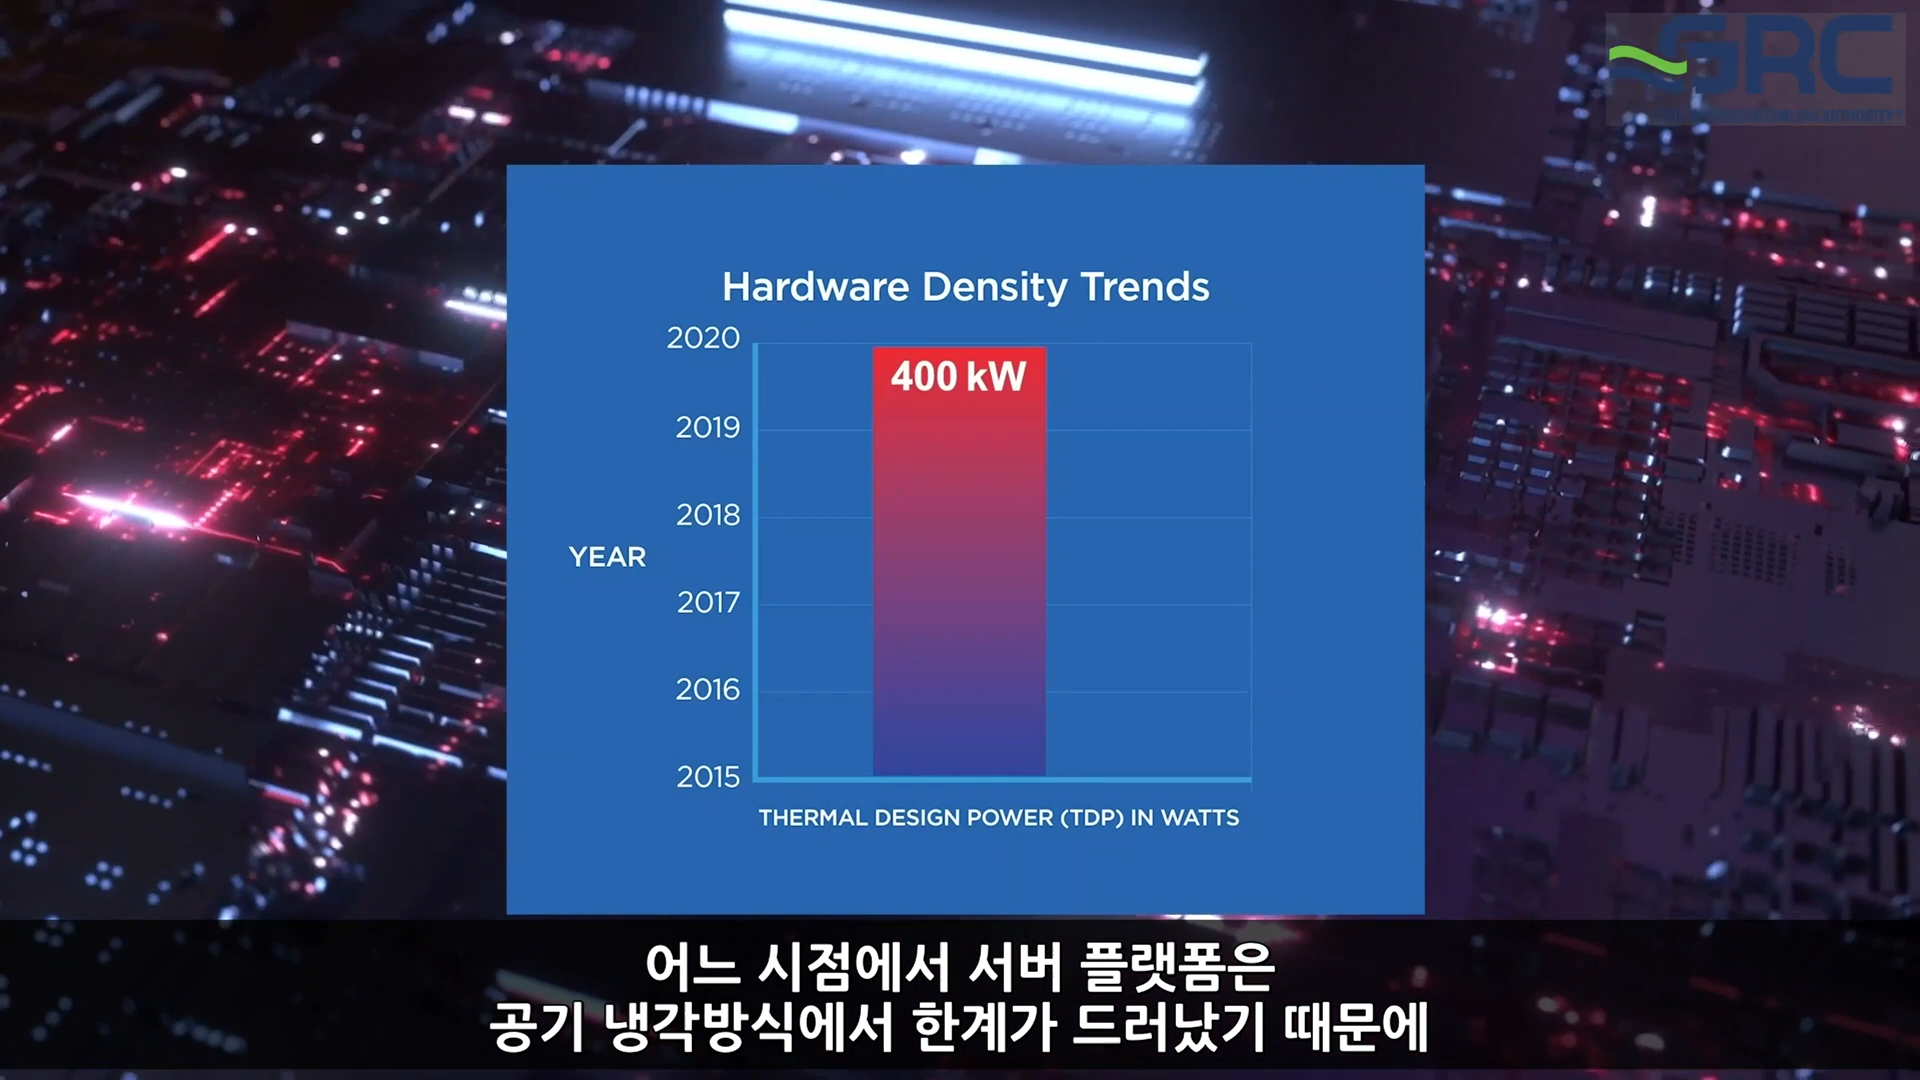 GRC
Hardware Density Trends
2020
400 kW
2019
2018
YEAR
2017
2016
2015
THERMAL DESIGN POWER (TDP) IN WATTS
어느 시점에서 서버 플랫폼은
공기 냉각방식에서 한계가 드러났기 때문에